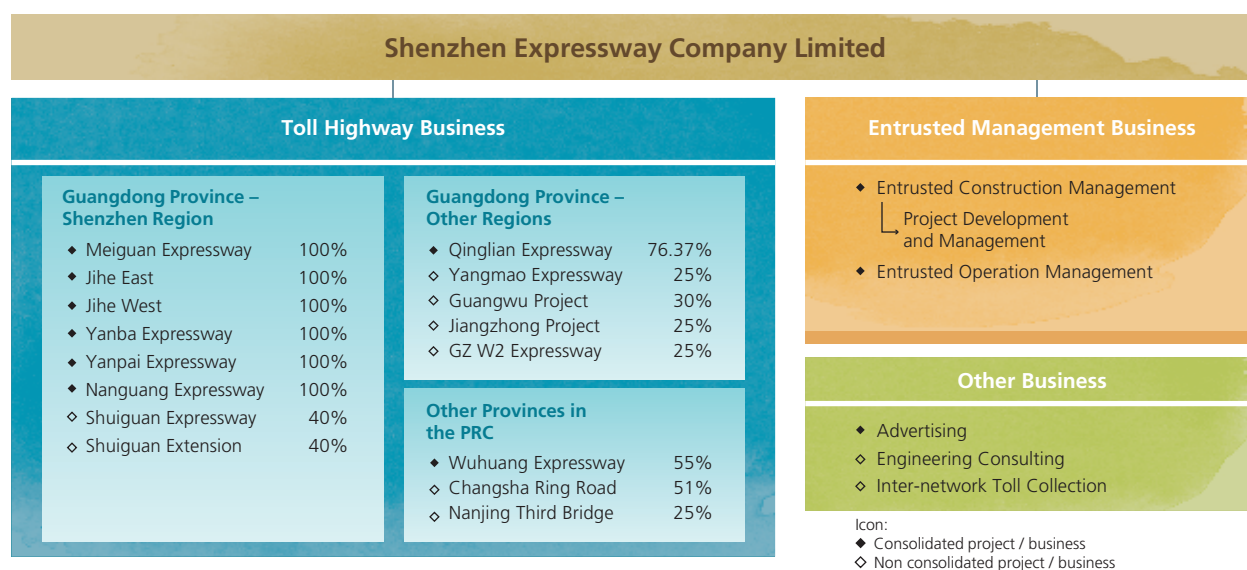 Shenzhen Expressway Company Limited
Toll Highway Business
Guangdong Province –
Shenzhen Region
◆ Meiguan Expressway 100%
◆ Jihe East 100%
◆ Jihe West 100%
◆ Yanba Expressway 100%
◆ Yanpai Expressway 100%
◆ Nanguang Expressway 100%
◇ Shuiguan Expressway 40%
◇ Shuiguan Extension 40%
Guangdong Province –
Other Regions
◆ Qinglian Expressway 76.37%
◇ Yangmao Expressway 25%
◇ Guangwu Project 30%
◇ Jiangzhong Project 25%
◇ GZ W2 Expressway 25%
Other Provinces in
the PRC
◆ Wuhuang Expressway 55%
◇ Changsha Ring Road 51%
◇ Nanjing Third Bridge 25%
Entrusted Management Business
◆ Entrusted Construction Management
Project Development
and Management
◆ Entrusted Operation Management
Other Business
◆ Advertising
◇ Engineering Consulting
◇ Inter-network Toll Collection
Icon:
◆ Consolidated project / business
◇ Non consolidated project / business